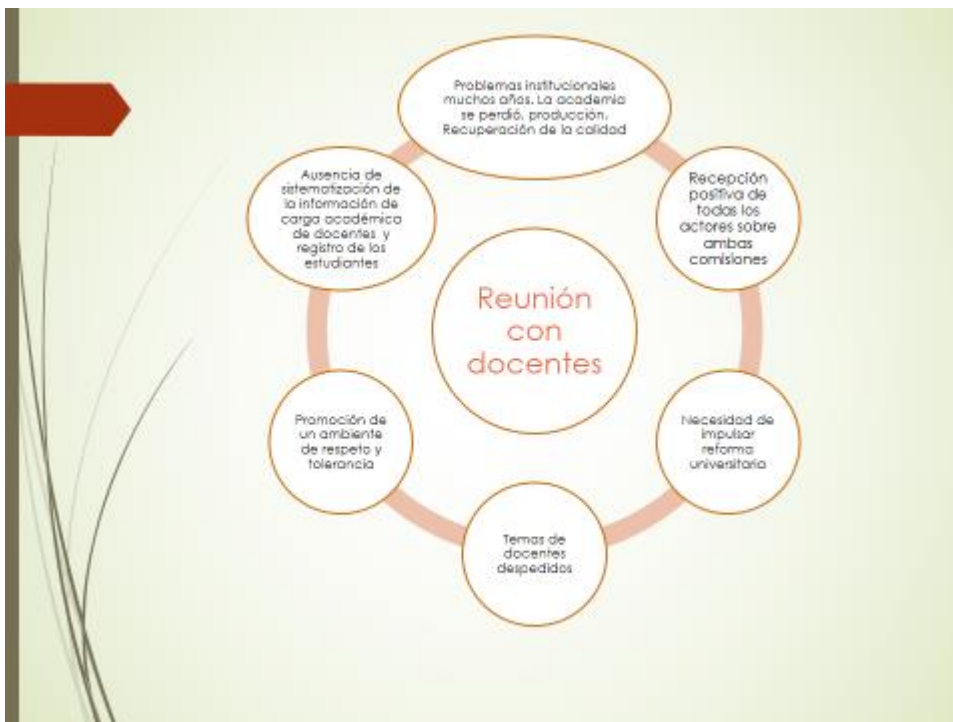 Problemas institucionales
muchos años. La academia
se perdió, producción.
Recuperación de la calidad
Recepción
positiva de
todas los
actores sobre
ambas
comisiones
Necesidad de
impulsar
reforma
universitaria
Temas de
docentes
despedidos
Promoción de
un ambiente
de respeto y
tolerancia
Ausencia de
sistematización de
la información de
carga académica
de docentes y
registro de los
estudiantes
Reunión
con
docentes